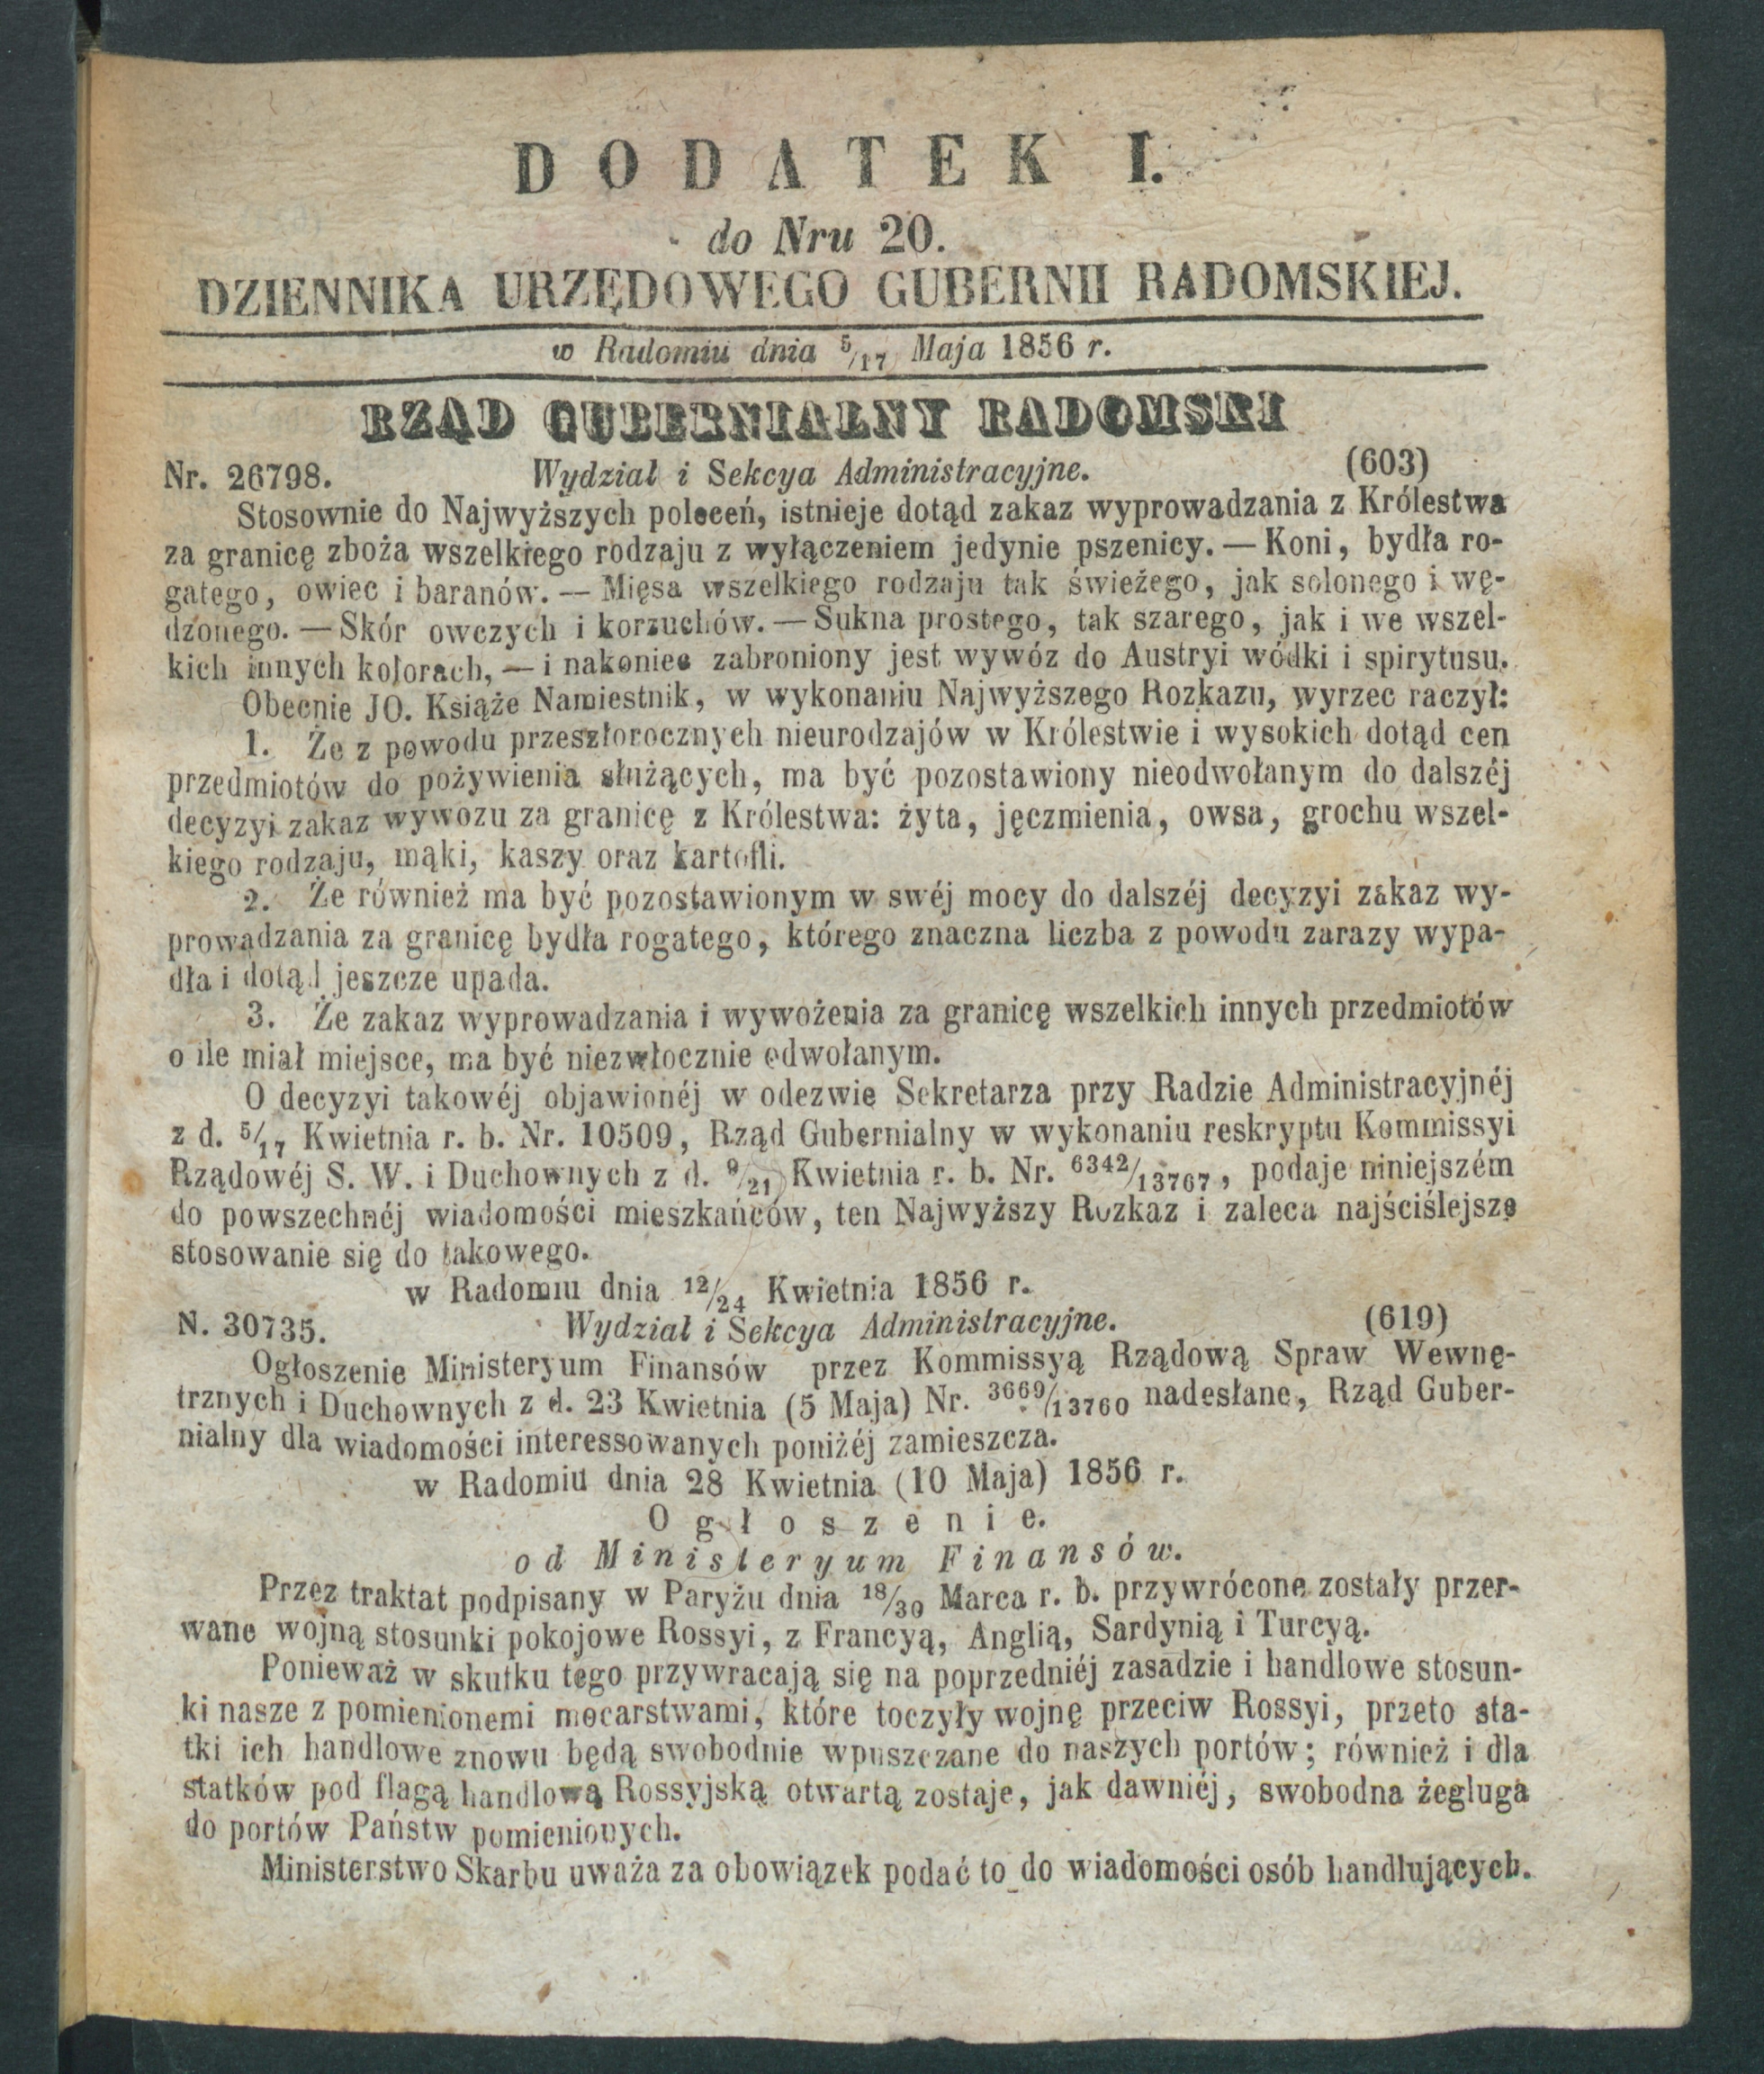 DODATEK I.
do Nru 20.
DZIENNIKA URZĘDOWEGO GUBERNII RADOMSKIEJ.
w Radomiu dnia 5/17 Maja 1856 r.
RZĄD GUBERNIALNY RADOMSKI
Nr. 26798. Wydział i Sekcya Administracyjne. (603)
Stosownie do Najwyższych poleceń, istnieje dotąd zakaz wyprowadzania z Królestwa
za granicę zboża wszelkiego rodzaju z wyłączeniem jedynie pszenicy. — Koni, bydła ro-
gatego, owiec i baranów. — Mięsa wszelkiego rodzaju tak świeżego, jak solonego i wę-
dzonego. — Skór owczych i korzuchów. — Sukna prostego, tak szarego, jak i we wszel-
kich innych kolorach, — i nakoniec zabroniony jest wywóz do Austryi wódki i spirytusu.
Obecnie JO. Książe Namiestnik, w wykonaniu Najwyższego Rozkazu, wyrzec raczył:
1. Że z powodu przeszłorocznych nieurodzajów w Królestwie i wysokich dotąd cen
przedmiotów do pożywienia służących, ma być pozostawiony nieodwołanym do dalszéj
decyzyi zakaz wywozu za granicę z Królestwa: żyta, jęczmienia, owsa, grochu wszel-
kiego rodzaju, mąki, kaszy oraz kartofli.
2. Że również ma być pozostawionym w swéj mocy do dalszéj decyzyi zakaz wy-
prowadzania za granicę bydła rogatego, którego znaczna liczba z powodu zarazy wypa-
dła i dotąd jeszcze upada.
3. Że zakaz wyprowadzania i wywożenia za granicę wszelkich innych przedmiotów
o ile miał miejsce, ma być niezwłocznie odwołanym.
O decyzyi takowéj objawionéj w odezwie Sekretarza przy Radzie Administracyjnéj
z d. 5/17 Kwietnia r. b. Nr. 10509, Rząd Gubernialny w wykonaniu reskryptu Kommissyi
Rządowéj S. W. i Duchownych z d. 9/21 Kwietnia r. b. Nr. 6342/13767, podaje niniejszém
do powszechnéj wiadomości mieszkańców, ten Najwyższy Rozkaz i zaleca najściślejsze
stosowanie się do takowego.
w Radomiu dnia 12/24 Kwietnia 1856 r.
N. 30735. Wydział i Sekcya Administracyjne. (619)
Ogłoszenie Ministeryum Finansów przez Kommissyą Rządową Spraw Wewnę-
trznych i Duchownych z d. 23 Kwietnia (5 Maja) Nr. 3669/13760 nadesłane, Rząd Guber-
nialny dla wiadomości interessowanych poniżéj zamieszcza.
w Radomiu dnia 28 Kwietnia (10 Maja) 1856 r.
Ogłoszenie.
od Ministeryum Finansów.
Przez traktat podpisany w Paryżu dnia 18/30 Marca r. b. przywrócone zostały przer-
wane wojną stosunki pokojowe Rossyi, z Francyą, Anglią, Sardynią i Turcyą.
Ponieważ w skutku tego przywracają się na poprzedniéj zasadzie i handlowe stosun-
ki nasze z pomienionemi mocarstwami, które toczyły wojnę przeciw Rossyi, przeto sta-
tki ich handlowe znowu będą swobodnie wpuszczane do naszych portów; również i dla
statków pod flagą handlową Rossyjską otwartą zostaje, jak dawniéj, swobodna żegluga
do portów Państw pomienionych.
Ministerstwo Skarbu uważa za obowiązek podać to do wiadomości osób handlujących.